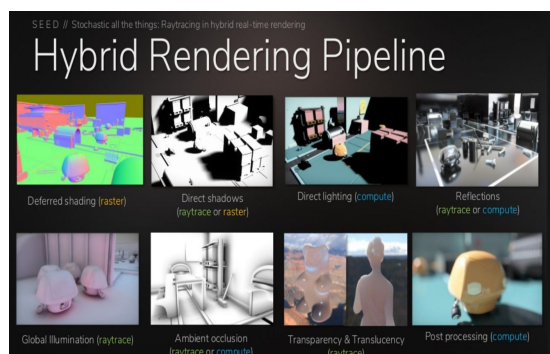 SEED // Stochastic all the things: Raytracing in hybrid real-time rendering
Hybrid Rendering Pipeline
Deferred shading (raster)
Direct shadows
(raytrace or raster)
Direct lighting (compute)
Reflections
(raytrace or compute)
Global Illumination (raytrace)
Ambient occlusion
(raytrace or compute)
Transparency & Translucency
(raytrace)
Post processing (compute)